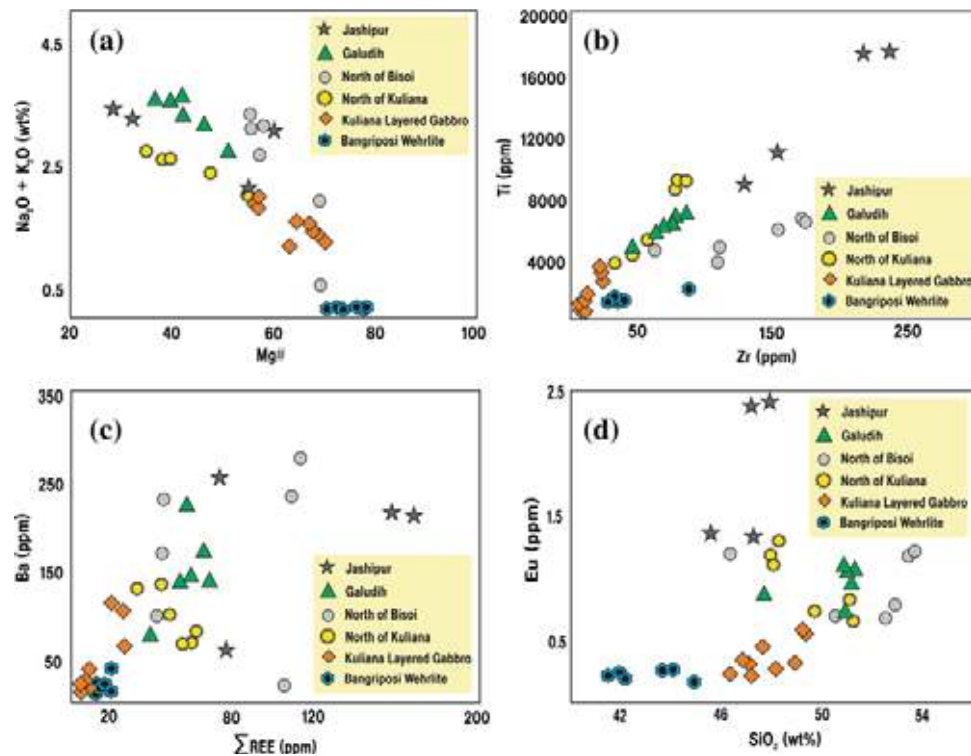 (a)
Jashipur
Galudih
North of Bisoi
North of Kuliana
Kuliana Layered Gabbro
Bangriposi Wehrlite
4.5
2.5
0.5
Na₂O + K₂O (wt%)
20 40 60 80 100
Mg#
(b)
20000
16000
12000
8000
4000
Ti (ppm)
Jashipur
Galudih
North of Bisoi
North of Kuliana
Kuliana Layered Gabbro
Bangriposi Wehrlite
50 150 250
Zr (ppm)
(c)
350
250
150
50
Ba (ppm)
Jashipur
Galudih
North of Bisoi
North of Kuliana
Kuliana Layered Gabbro
Bangriposi Wehrlite
20 80 120 200
∑REE (ppm)
(d)
2.5
1.5
0.5
Eu (ppm)
Jashipur
Galudih
North of Bisoi
North of Kuliana
Kuliana Layered Gabbro
Bangriposi Wehrlite
42 46 50 54
SiO₂ (wt%)